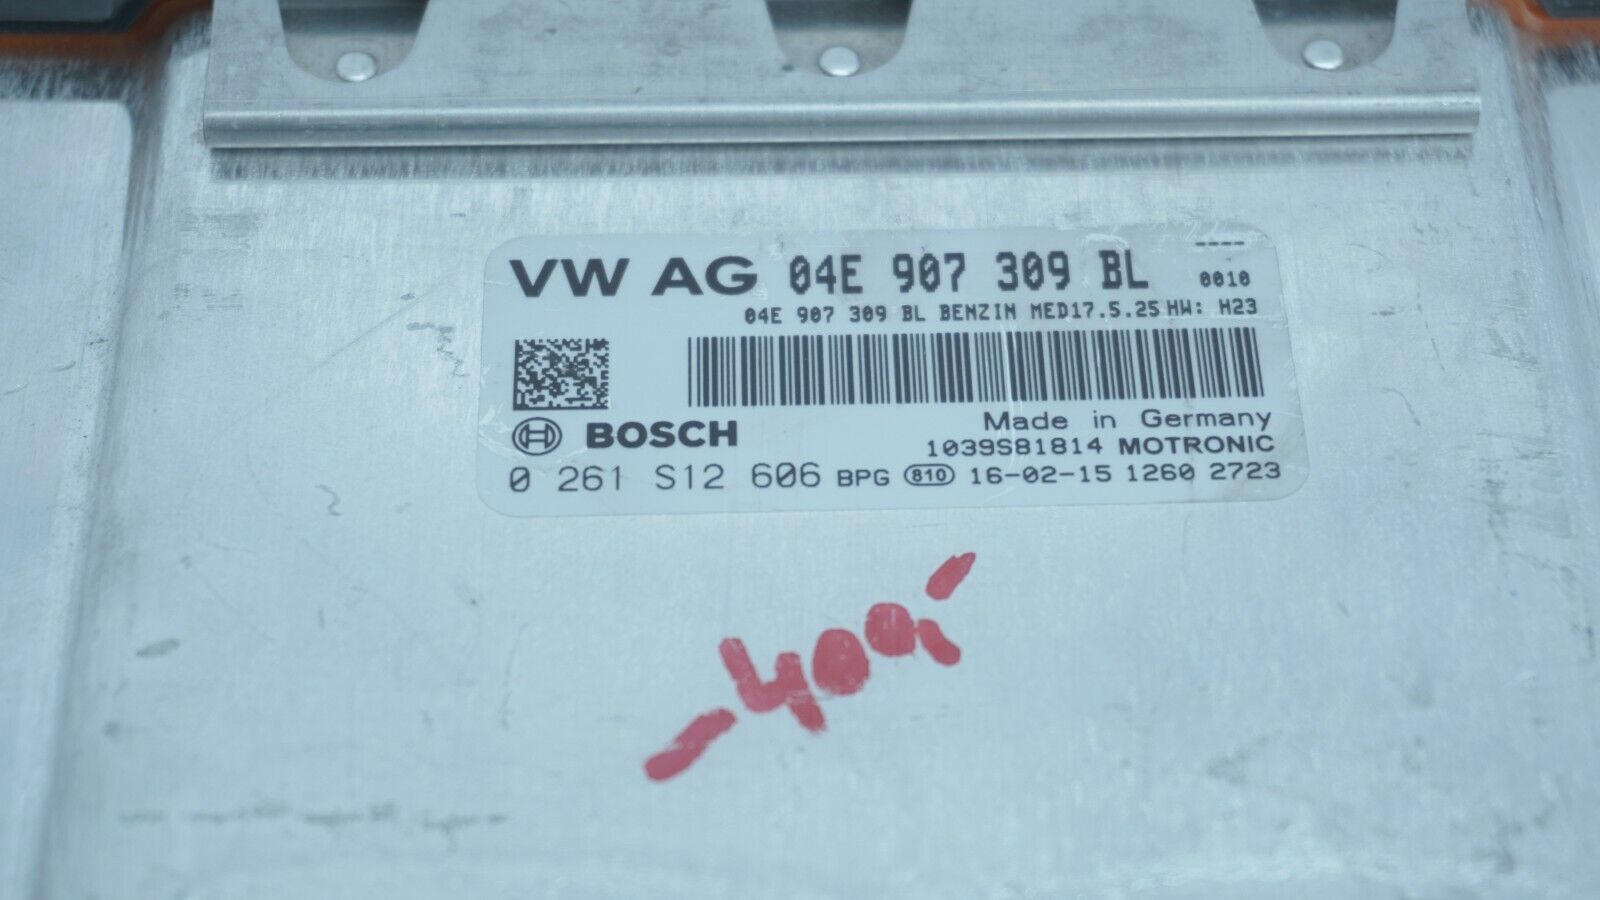 VW AG 04E 907 309 BL ---- 0010
04E 907 309 BL BENZIN MED17.5.25 HW: H23
BOSCH Made in Germany
1039S81814 MOTRONIC
0 261 S12 606 BPG 810 16-02-15 1260 2723
-400,-